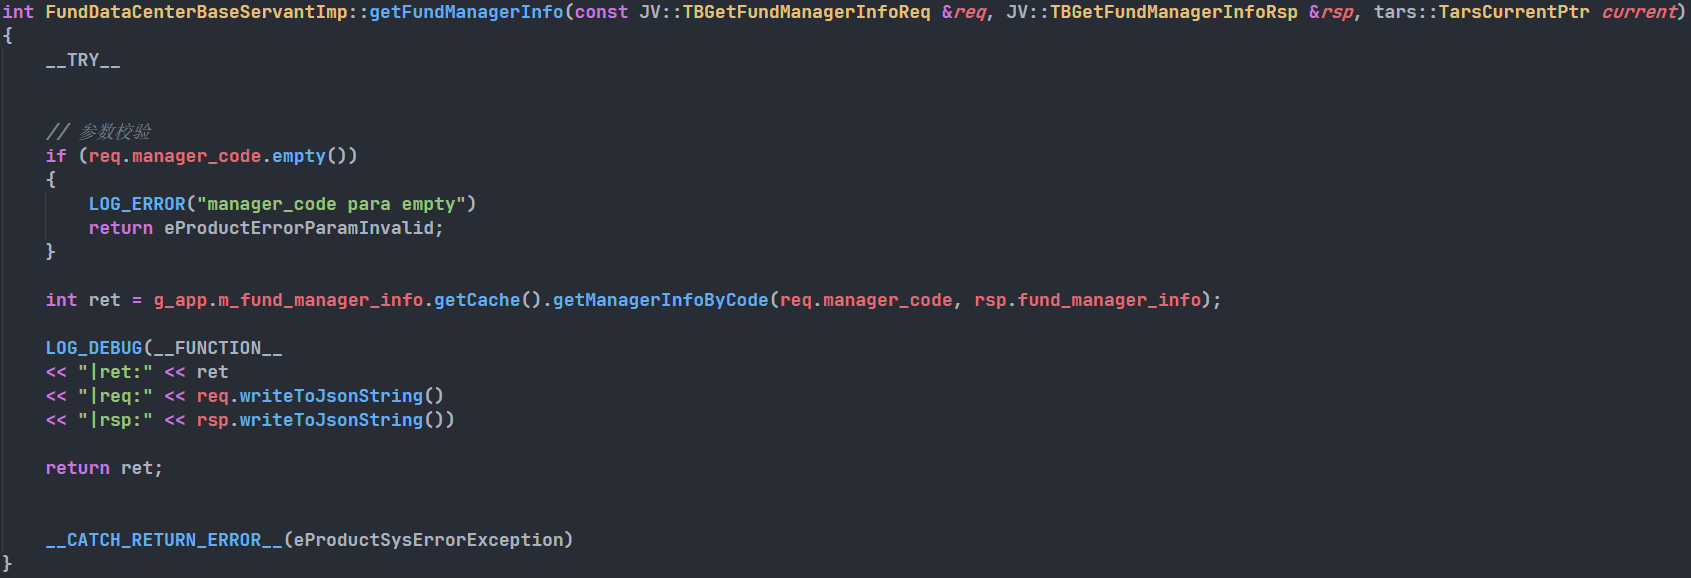 int FundDataCenterBaseServantImp::getFundManagerInfo(const JV::TBGetFundManagerInfoReq &req, JV::TBGetFundManagerInfoRsp &rsp, tars::TarsCurrentPtr current)
{
    __TRY__
    // 参数校验
    if (req.manager_code.empty())
    {
        LOG_ERROR("manager_code para empty")
        return eProductErrorParamInvalid;
    }
    int ret = g_app.m_fund_manager_info.getCache().getManagerInfoByCode(req.manager_code, rsp.fund_manager_info);
    LOG_DEBUG(__FUNCTION__
    << "|ret:" << ret
    << "|req:" << req.writeToJsonString()
    << "|rsp:" << rsp.writeToJsonString())
    return ret;
    __CATCH_RETURN_ERROR__(eProductSysErrorException)
}